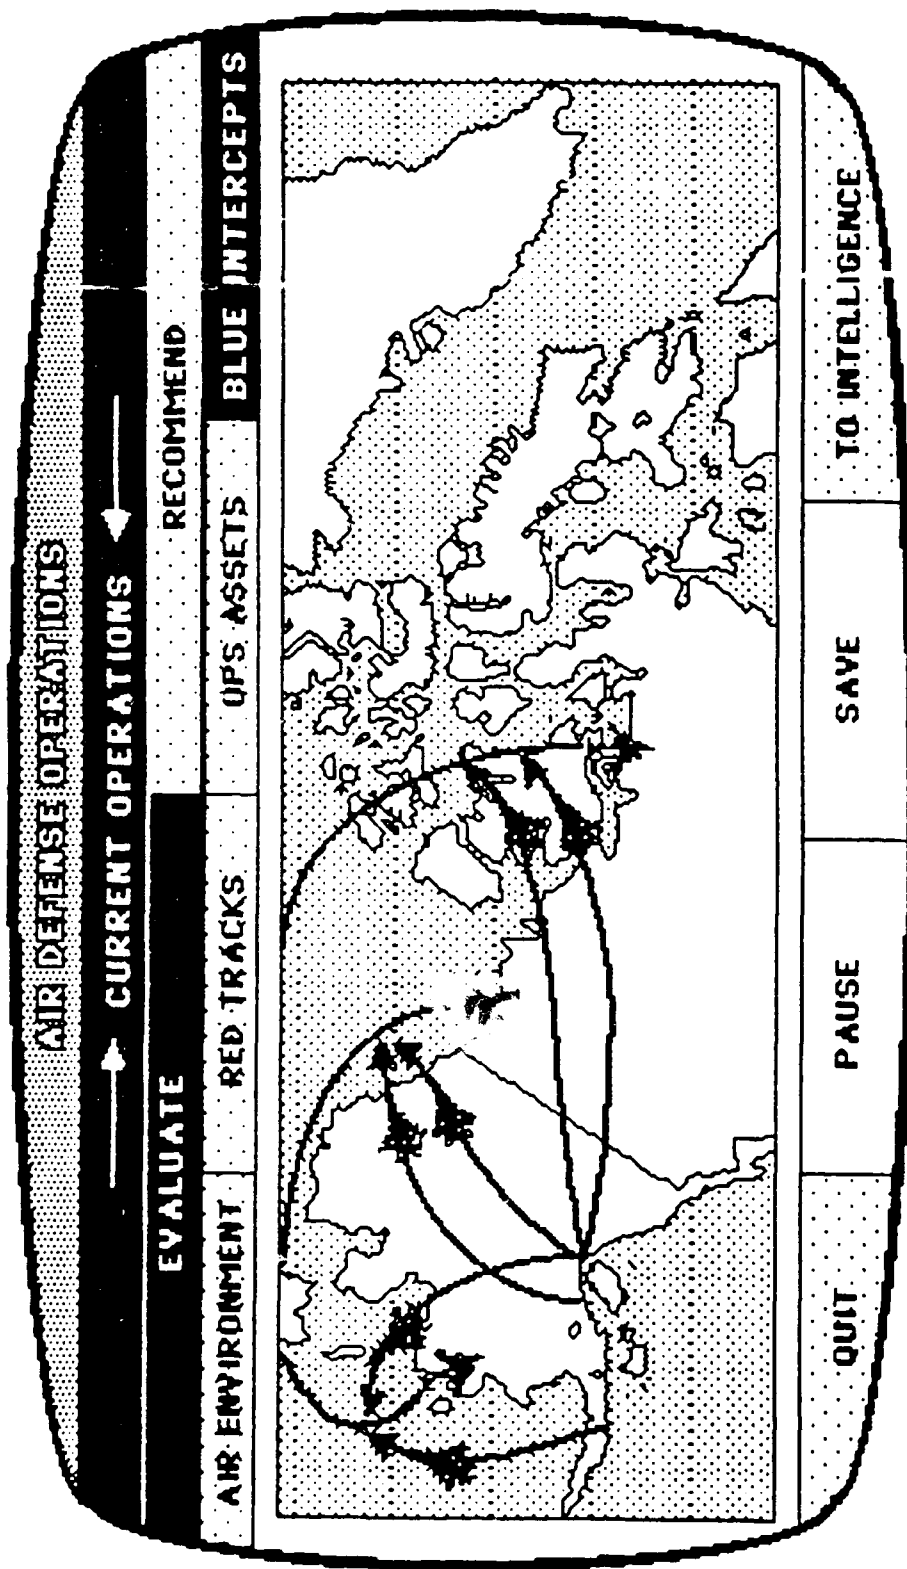 AIR DEFENSE OPERATIONS
CURRENT OPERATIONS
EVALUATE RECOMMEND
AIR ENVIRONMENT RED TRACKS OPS ASSETS BLUE INTERCEPTS
QUIT PAUSE SAVE TO INTELLIGENCE